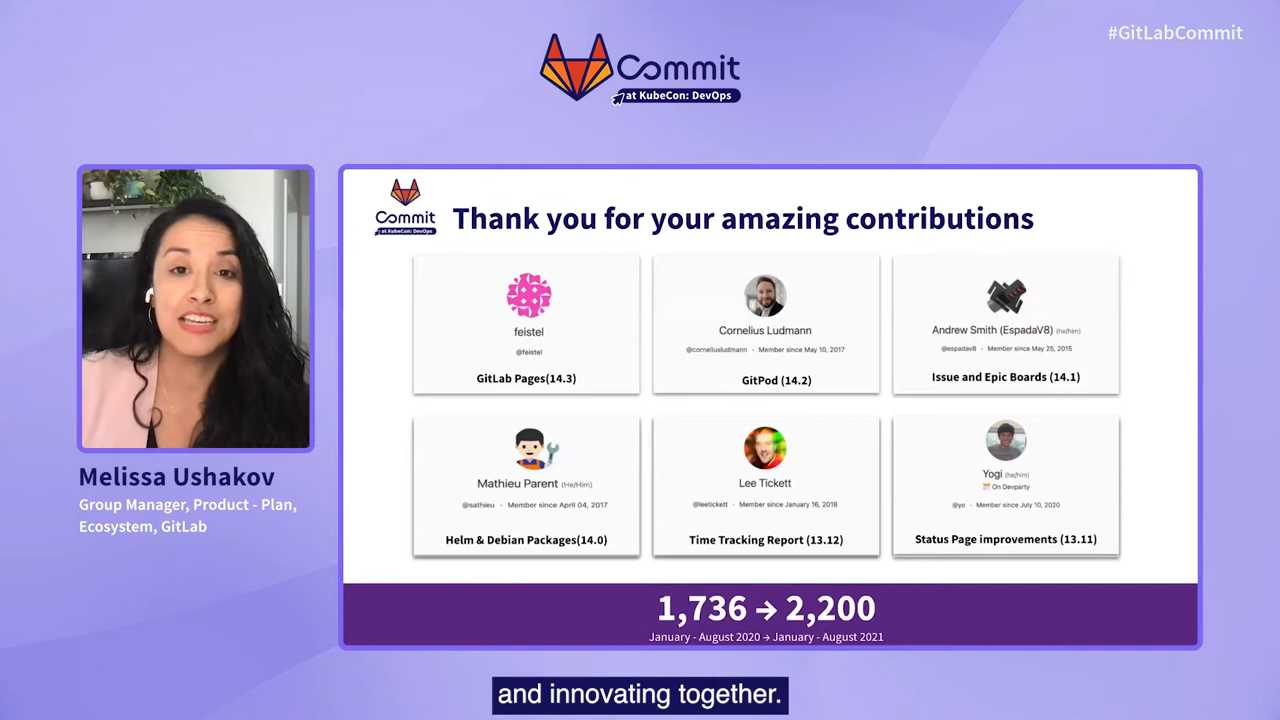 #GitLabCommit
Commit
at KubeCon: DevOps
Melissa Ushakov
Group Manager, Product - Plan,
Ecosystem, GitLab
Commit
at KubeCon: DevOps
Thank you for your amazing contributions
feistel
@feistel
GitLab Pages(14.3)
Cornelius Ludmann
@corneliusludmann · Member since May 10, 2017
GitPod (14.2)
Andrew Smith (EspadaV8) (he/him)
@espadav8 · Member since May 25, 2015
Issue and Epic Boards (14.1)
Mathieu Parent (He/Him)
@sathieu · Member since April 04, 2017
Helm & Debian Packages(14.0)
Lee Tickett
@leetickett · Member since January 16, 2018
Time Tracking Report (13.12)
Yogi (he/him)
On Devparty
@yo · Member since July 10, 2020
Status Page improvements (13.11)
1,736 → 2,200
January - August 2020 → January - August 2021
and innovating together.